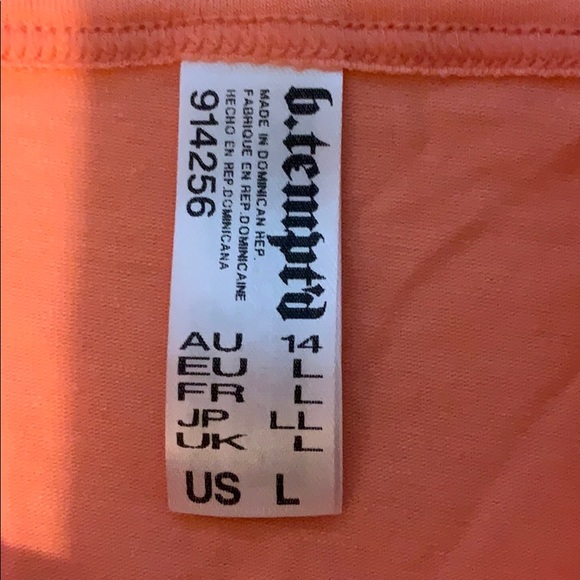 b.tempt'd
MADE IN DOMINICAN REP.
FABRIQUE EN REP.DOMINICAINE
HECHO EN REP.DOMINICANA
914256
AU 14
EU L
FR L
JP LL
UK L
US L